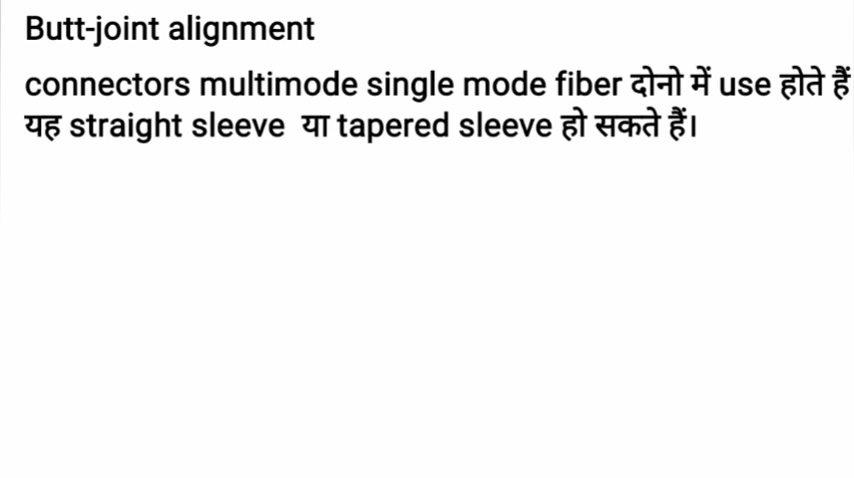 Butt-joint alignment
connectors multimode single mode fiber दोनो में use होते हैं
यह straight sleeve या tapered sleeve हो सकते हैं।